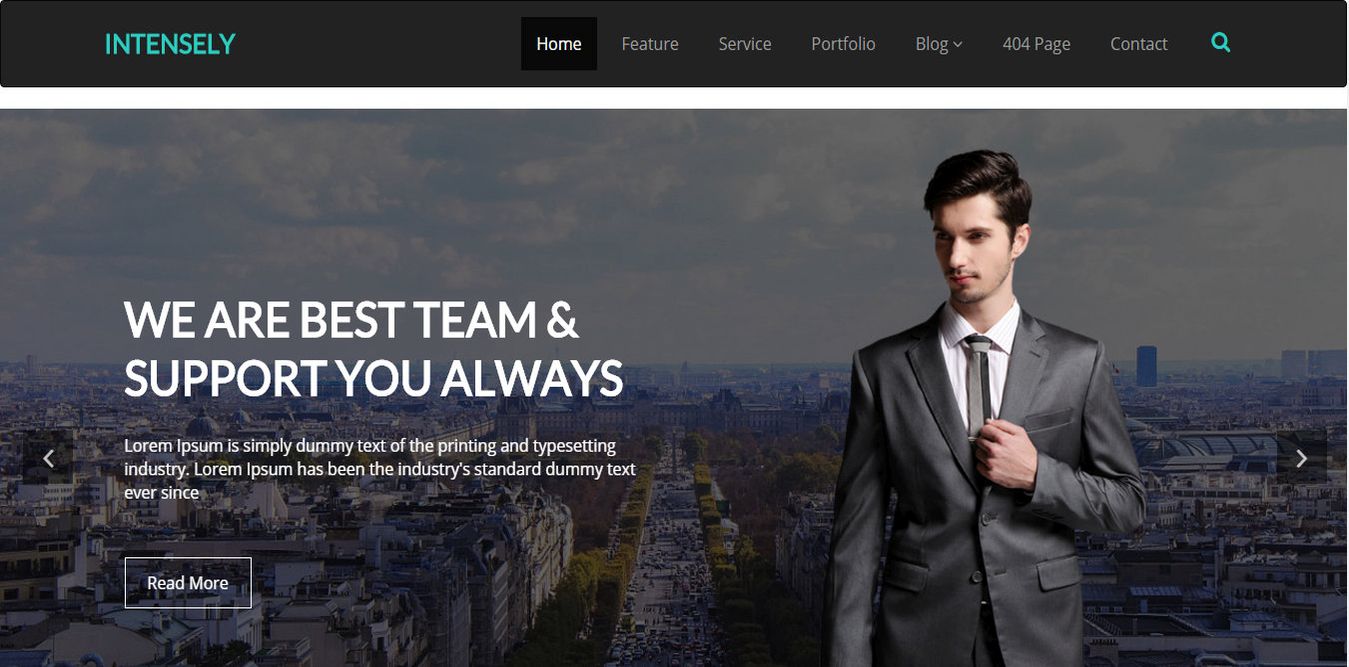 INTENSELY
Home Feature Service Portfolio Blog 404 Page Contact
WE ARE BEST TEAM &
SUPPORT YOU ALWAYS
Lorem Ipsum is simply dummy text of the printing and typesetting
industry. Lorem Ipsum has been the industry's standard dummy text
ever since
Read More